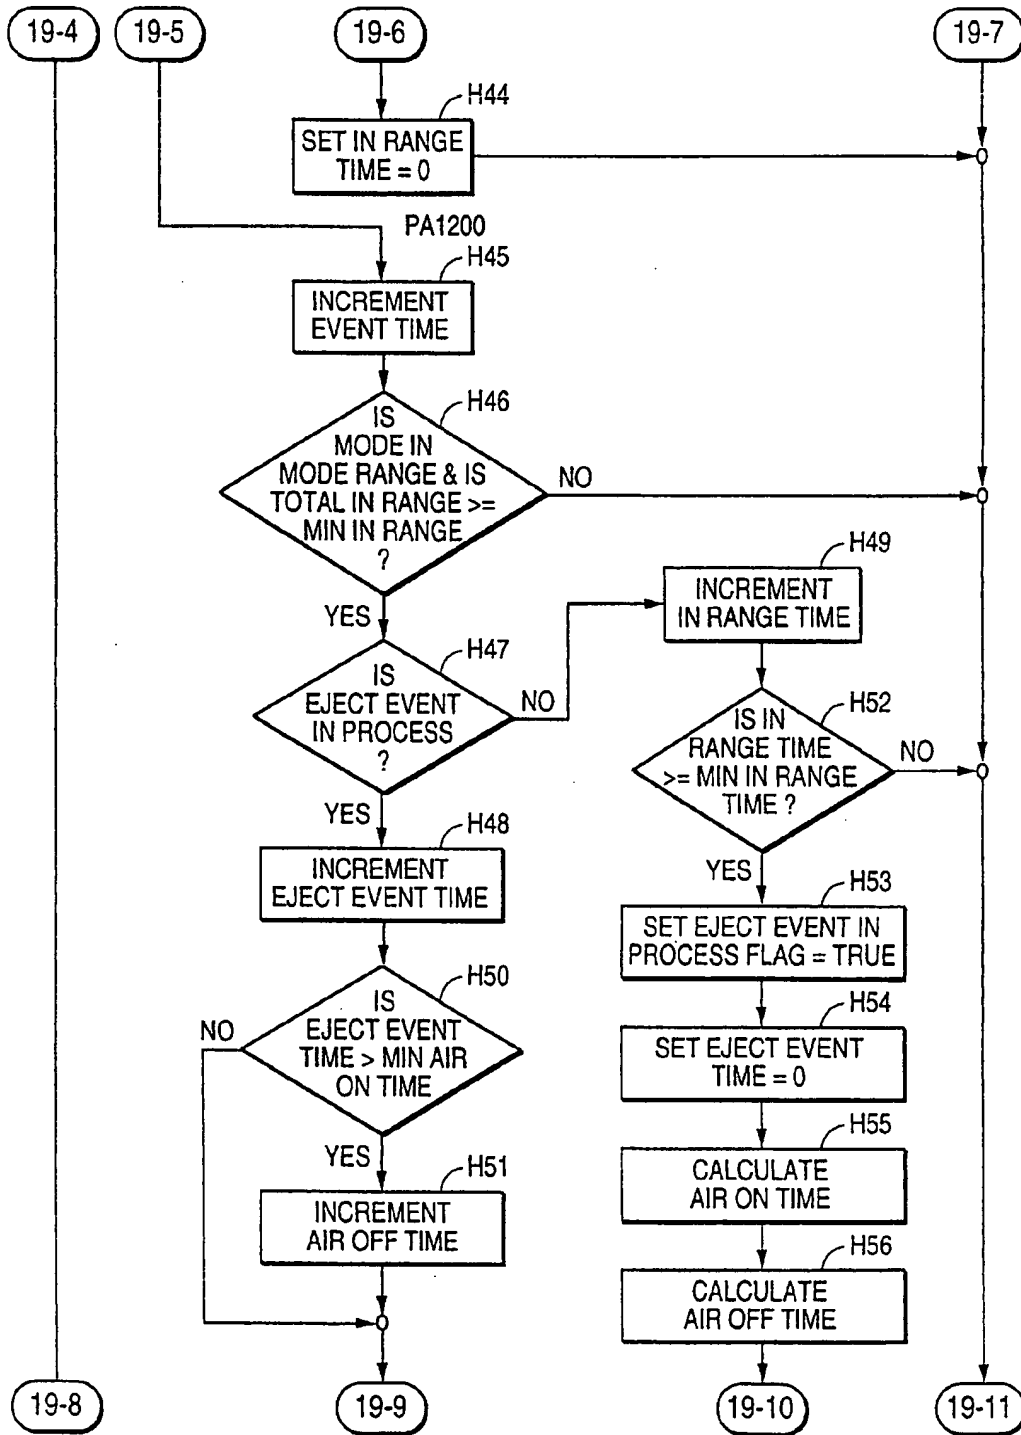 19-4
19-5
19-6
19-7
H44
SET IN RANGE
TIME = 0
PA1200
H45
INCREMENT
EVENT TIME
H46
IS
MODE IN
MODE RANGE & IS
TOTAL IN RANGE >=
MIN IN RANGE
?
NO
YES
H47
IS
EJECT EVENT
IN PROCESS
?
NO
YES
H49
INCREMENT
IN RANGE TIME
H52
IS IN
RANGE TIME
>= MIN IN RANGE
TIME ?
NO
YES
H48
INCREMENT
EJECT EVENT TIME
H53
SET EJECT EVENT IN
PROCESS FLAG = TRUE
H50
IS
EJECT EVENT
TIME > MIN AIR
ON TIME
NO
YES
H54
SET EJECT EVENT
TIME = 0
H51
INCREMENT
AIR OFF TIME
H55
CALCULATE
AIR ON TIME
H56
CALCULATE
AIR OFF TIME
19-8
19-9
19-10
19-11